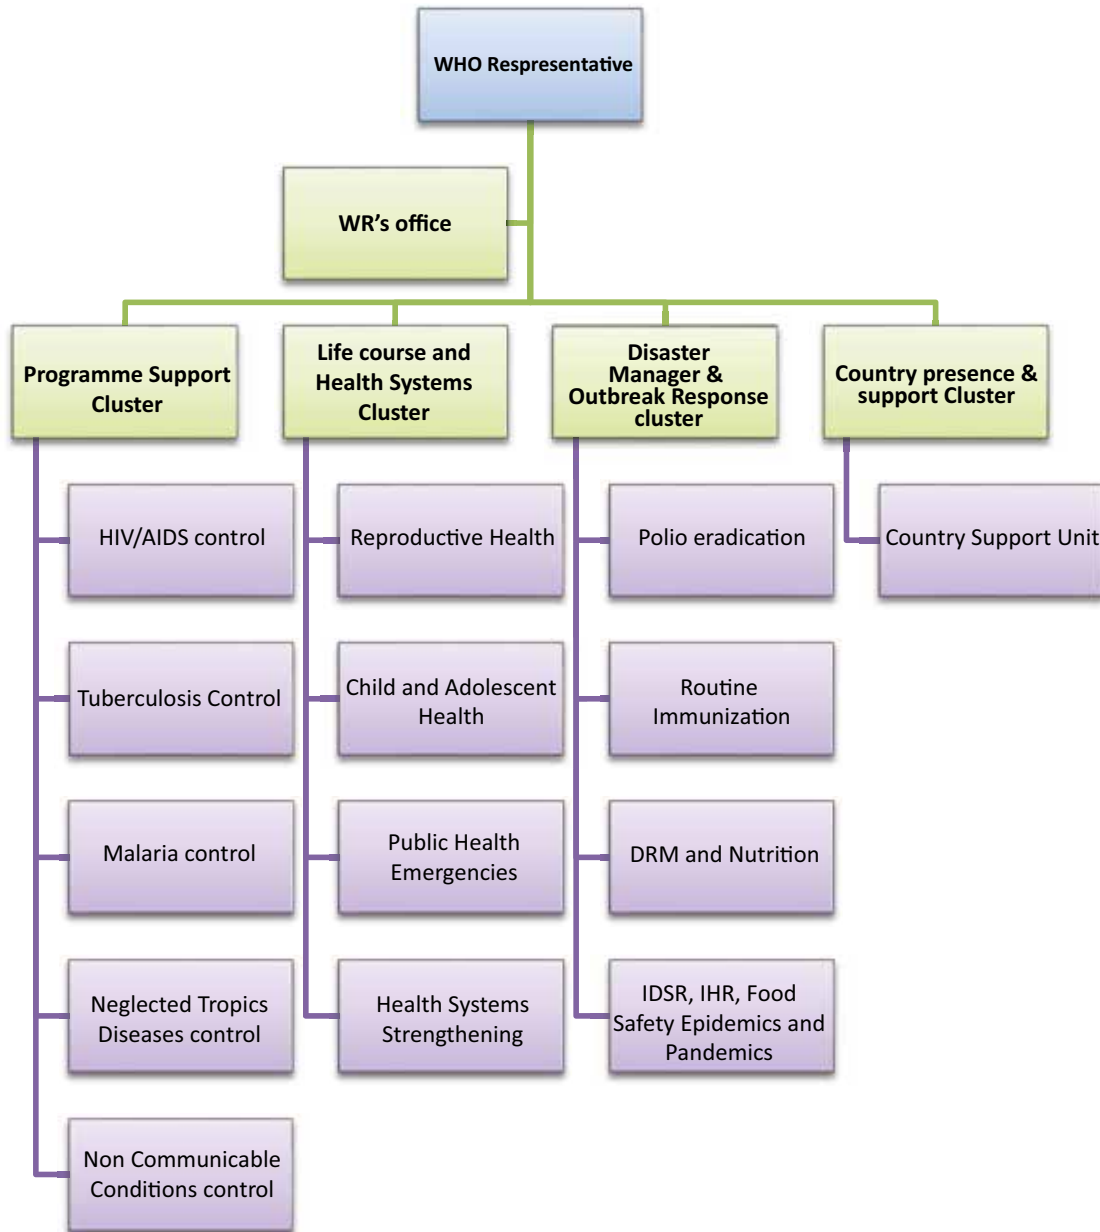 WHO Respresentative
WR's office
Programme Support
Cluster
Life course and
Health Systems
Cluster
Disaster
Manager &
Outbreak Response
cluster
Country presence &
support Cluster
HIV/AIDS control
Tuberculosis Control
Malaria control
Neglected Tropics
Diseases control
Non Communicable
Conditions control
Reproductive Health
Child and Adolescent
Health
Public Health
Emergencies
Health Systems
Strengthening
Polio eradication
Routine
Immunization
DRM and Nutrition
IDSR, IHR, Food
Safety Epidemics and
Pandemics
Country Support Unit